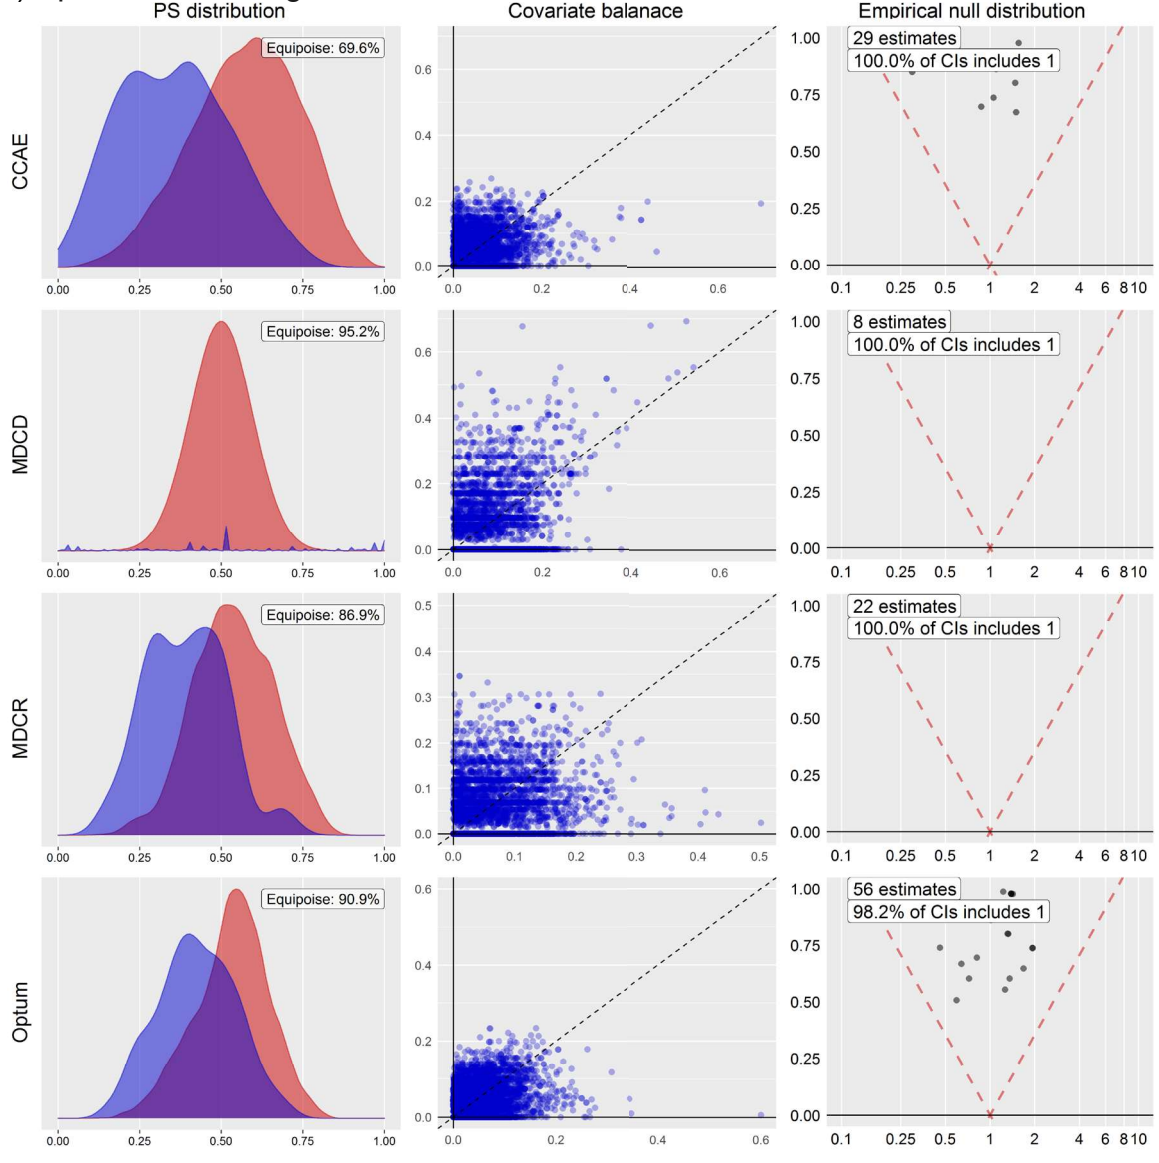 PS distribution
Covariate balanace
Empirical null distribution
CCAE
Equipoise: 69.6%
0.00 0.25 0.50 0.75 1.00
0.6
0.4
0.2
0.0
0.0 0.2 0.4 0.6
29 estimates
100.0% of CIs includes 1
1.00
0.75
0.50
0.25
0.00
0.1 0.25 0.5 1 2 4 6 8 10
MDCD
Equipoise: 95.2%
0.00 0.25 0.50 0.75 1.00
0.6
0.4
0.2
0.0
0.0 0.2 0.4 0.6
8 estimates
100.0% of CIs includes 1
1.00
0.75
0.50
0.25
0.00
0.1 0.25 0.5 1 2 4 6 8 10
MDCR
Equipoise: 86.9%
0.00 0.25 0.50 0.75 1.00
0.5
0.4
0.3
0.2
0.1
0.0
0.0 0.1 0.2 0.3 0.4 0.5
22 estimates
100.0% of CIs includes 1
1.00
0.75
0.50
0.25
0.00
0.1 0.25 0.5 1 2 4 6 8 10
Optum
Equipoise: 90.9%
0.00 0.25 0.50 0.75 1.00
0.6
0.4
0.2
0.0
0.0 0.2 0.4 0.6
56 estimates
98.2% of CIs includes 1
1.00
0.75
0.50
0.25
0.00
0.1 0.25 0.5 1 2 4 6 8 10